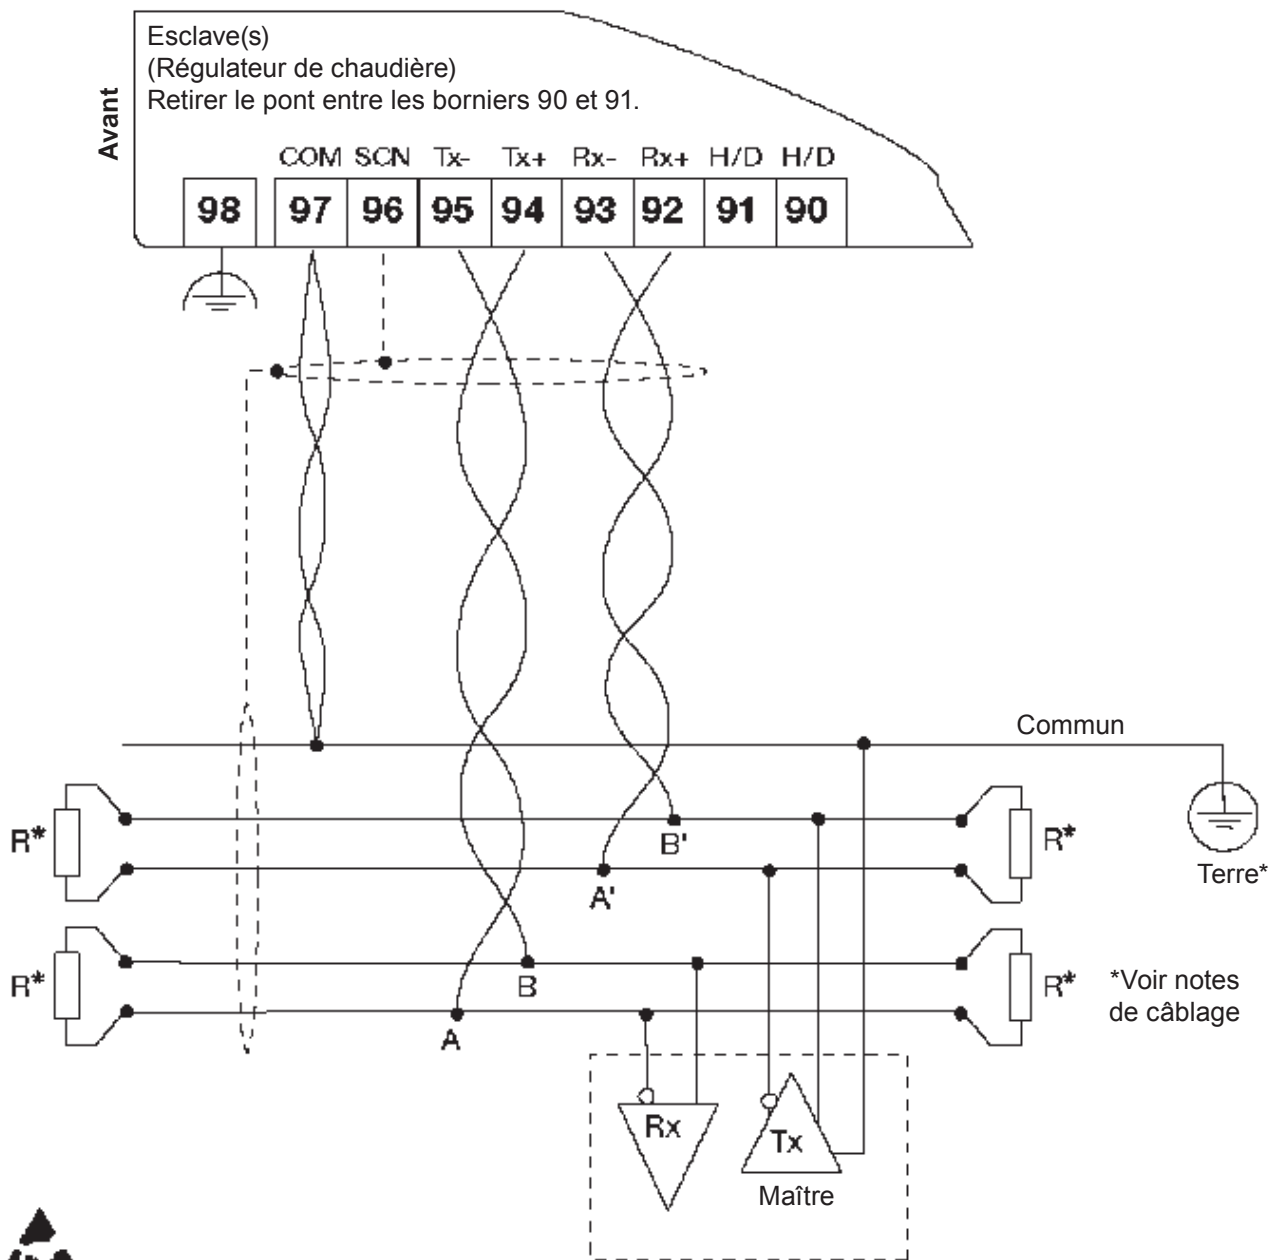 Esclave(s)
(Régulateur de chaudière)
Retirer le pont entre les borniers 90 et 91.
Avant
COM SCN Tx- Tx+ Rx- Rx+ H/D H/D
98 97 96 95 94 93 92 91 90
Commun
R*
B'
R*
Terre*
A'
R*
B
R*
*Voir notes
de câblage
A
Rx
Tx
Maître